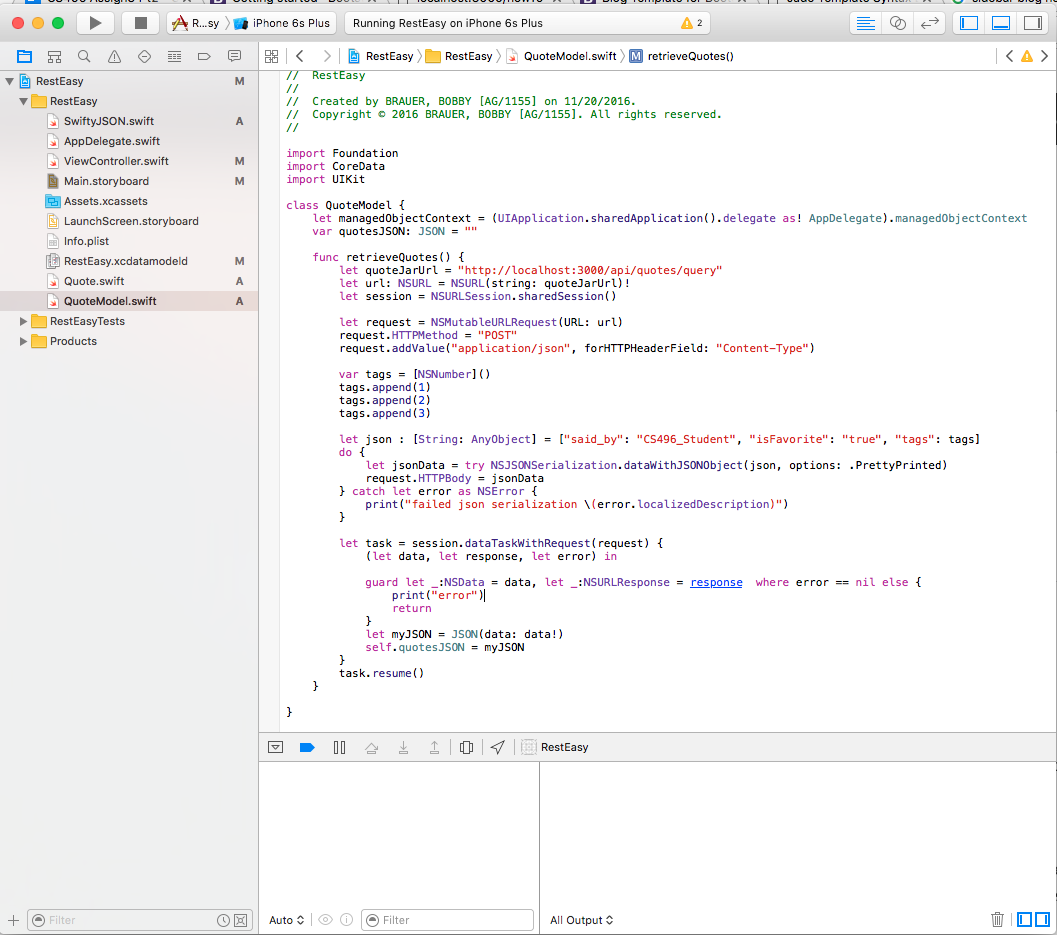 R...sy iPhone 6s Plus
Running RestEasy on iPhone 6s Plus
2
RestEasy RestEasy QuoteModel.swift M retrieveQuotes()
RestEasy M
RestEasy
SwiftyJSON.swift A
AppDelegate.swift
ViewController.swift M
Main.storyboard M
Assets.xcassets
LaunchScreen.storyboard
Info.plist
RestEasy.xcdatamodeld M
Quote.swift A
QuoteModel.swift A
RestEasyTests
Products
// RestEasy
//
// Created by BRAUER, BOBBY [AG/1155] on 11/20/2016.
// Copyright © 2016 BRAUER, BOBBY [AG/1155]. All rights reserved.
//
import Foundation
import CoreData
import UIKit
class QuoteModel {
let managedObjectContext = (UIApplication.sharedApplication().delegate as! AppDelegate).managedObjectContext
var quotesJSON: JSON = ""
func retrieveQuotes() {
let quoteJarUrl = "http://localhost:3000/api/quotes/query"
let url: NSURL = NSURL(string: quoteJarUrl)!
let session = NSURLSession.sharedSession()
let request = NSMutableURLRequest(URL: url)
request.HTTPMethod = "POST"
request.addValue("application/json", forHTTPHeaderField: "Content-Type")
var tags = [NSNumber]()
tags.append(1)
tags.append(2)
tags.append(3)
let json : [String: AnyObject] = ["said_by": "CS496_Student", "isFavorite": "true", "tags": tags]
do {
let jsonData = try NSJSONSerialization.dataWithJSONObject(json, options: .PrettyPrinted)
request.HTTPBody = jsonData
} catch let error as NSError {
print("failed json serialization \(error.localizedDescription)")
}
let task = session.dataTaskWithRequest(request) {
(let data, let response, let error) in
guard let _:NSData = data, let _:NSURLResponse = response  where error == nil else {
print("error")
return
}
let myJSON = JSON(data: data!)
self.quotesJSON = myJSON
}
task.resume()
}
}
RestEasy
Filter
Auto
Filter
All Output